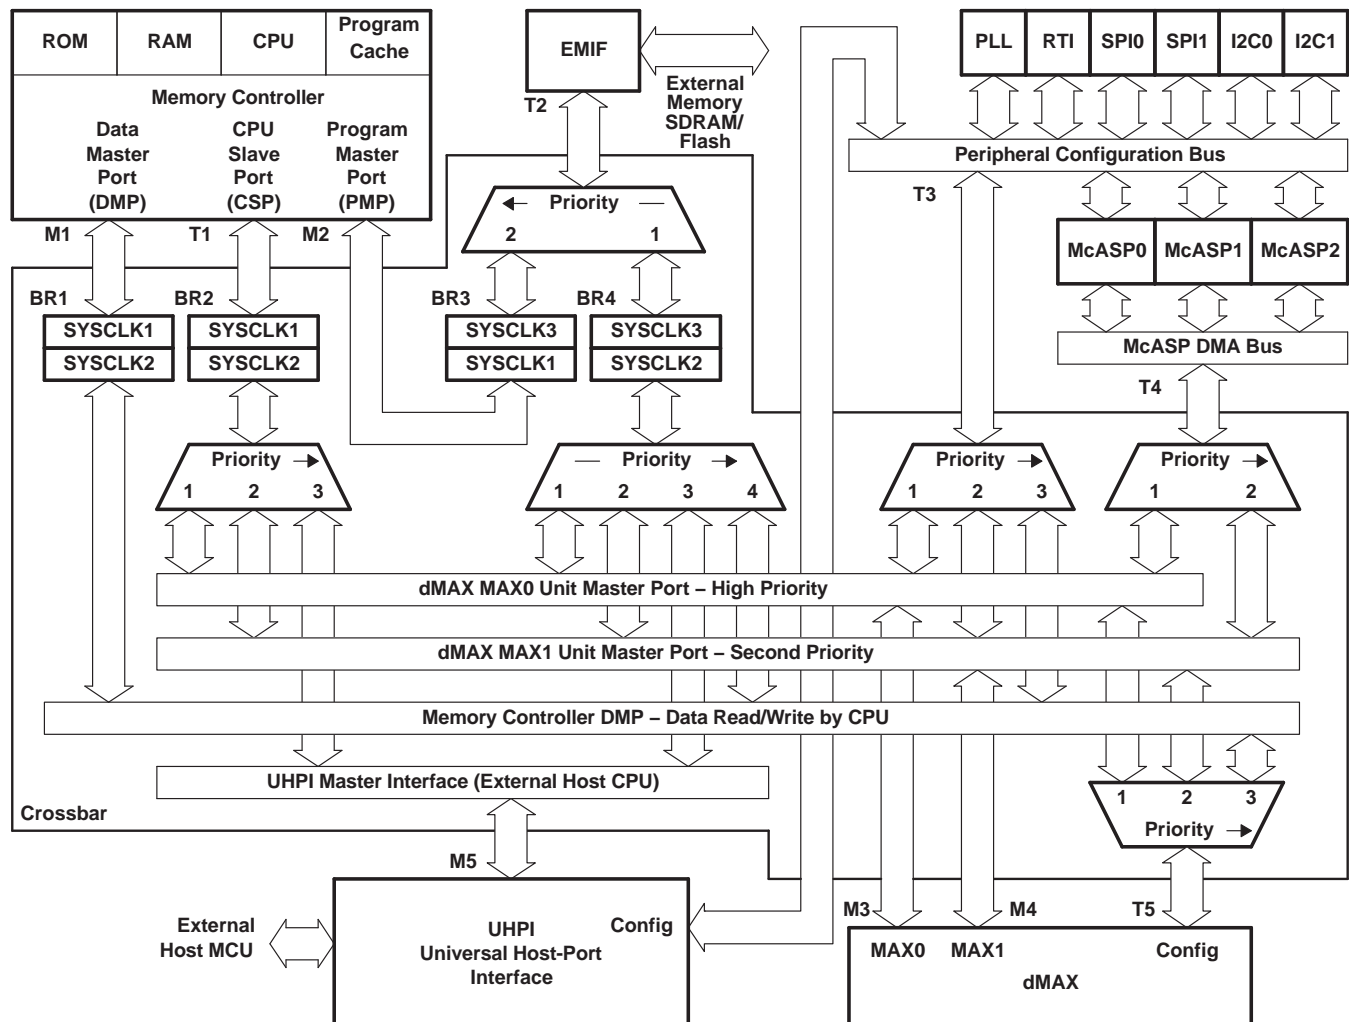 ROM
RAM
CPU
Program
Cache
Memory Controller
Data
Master
Port
(DMP)
CPU
Slave
Port
(CSP)
Program
Master
Port
(PMP)
EMIF
External
Memory
SDRAM/
Flash
T2
PLL
RTI
SPI0
SPI1
I2C0
I2C1
Peripheral Configuration Bus
T3
McASP0
McASP1
McASP2
McASP DMA Bus
T4
M1
T1
M2
Priority
2
1
BR1
SYSCLK1
SYSCLK2
BR2
SYSCLK1
SYSCLK2
BR3
SYSCLK3
SYSCLK1
BR4
SYSCLK3
SYSCLK2
Priority
1 2 3
Priority
1 2 3 4
Priority
1 2 3
Priority
1 2
dMAX MAX0 Unit Master Port – High Priority
dMAX MAX1 Unit Master Port – Second Priority
Memory Controller DMP – Data Read/Write by CPU
UHPI Master Interface (External Host CPU)
1 2 3
Priority
Crossbar
M5
External
Host MCU
UHPI
Universal Host-Port
Interface
Config
M3
M4
T5
MAX0
MAX1
Config
dMAX